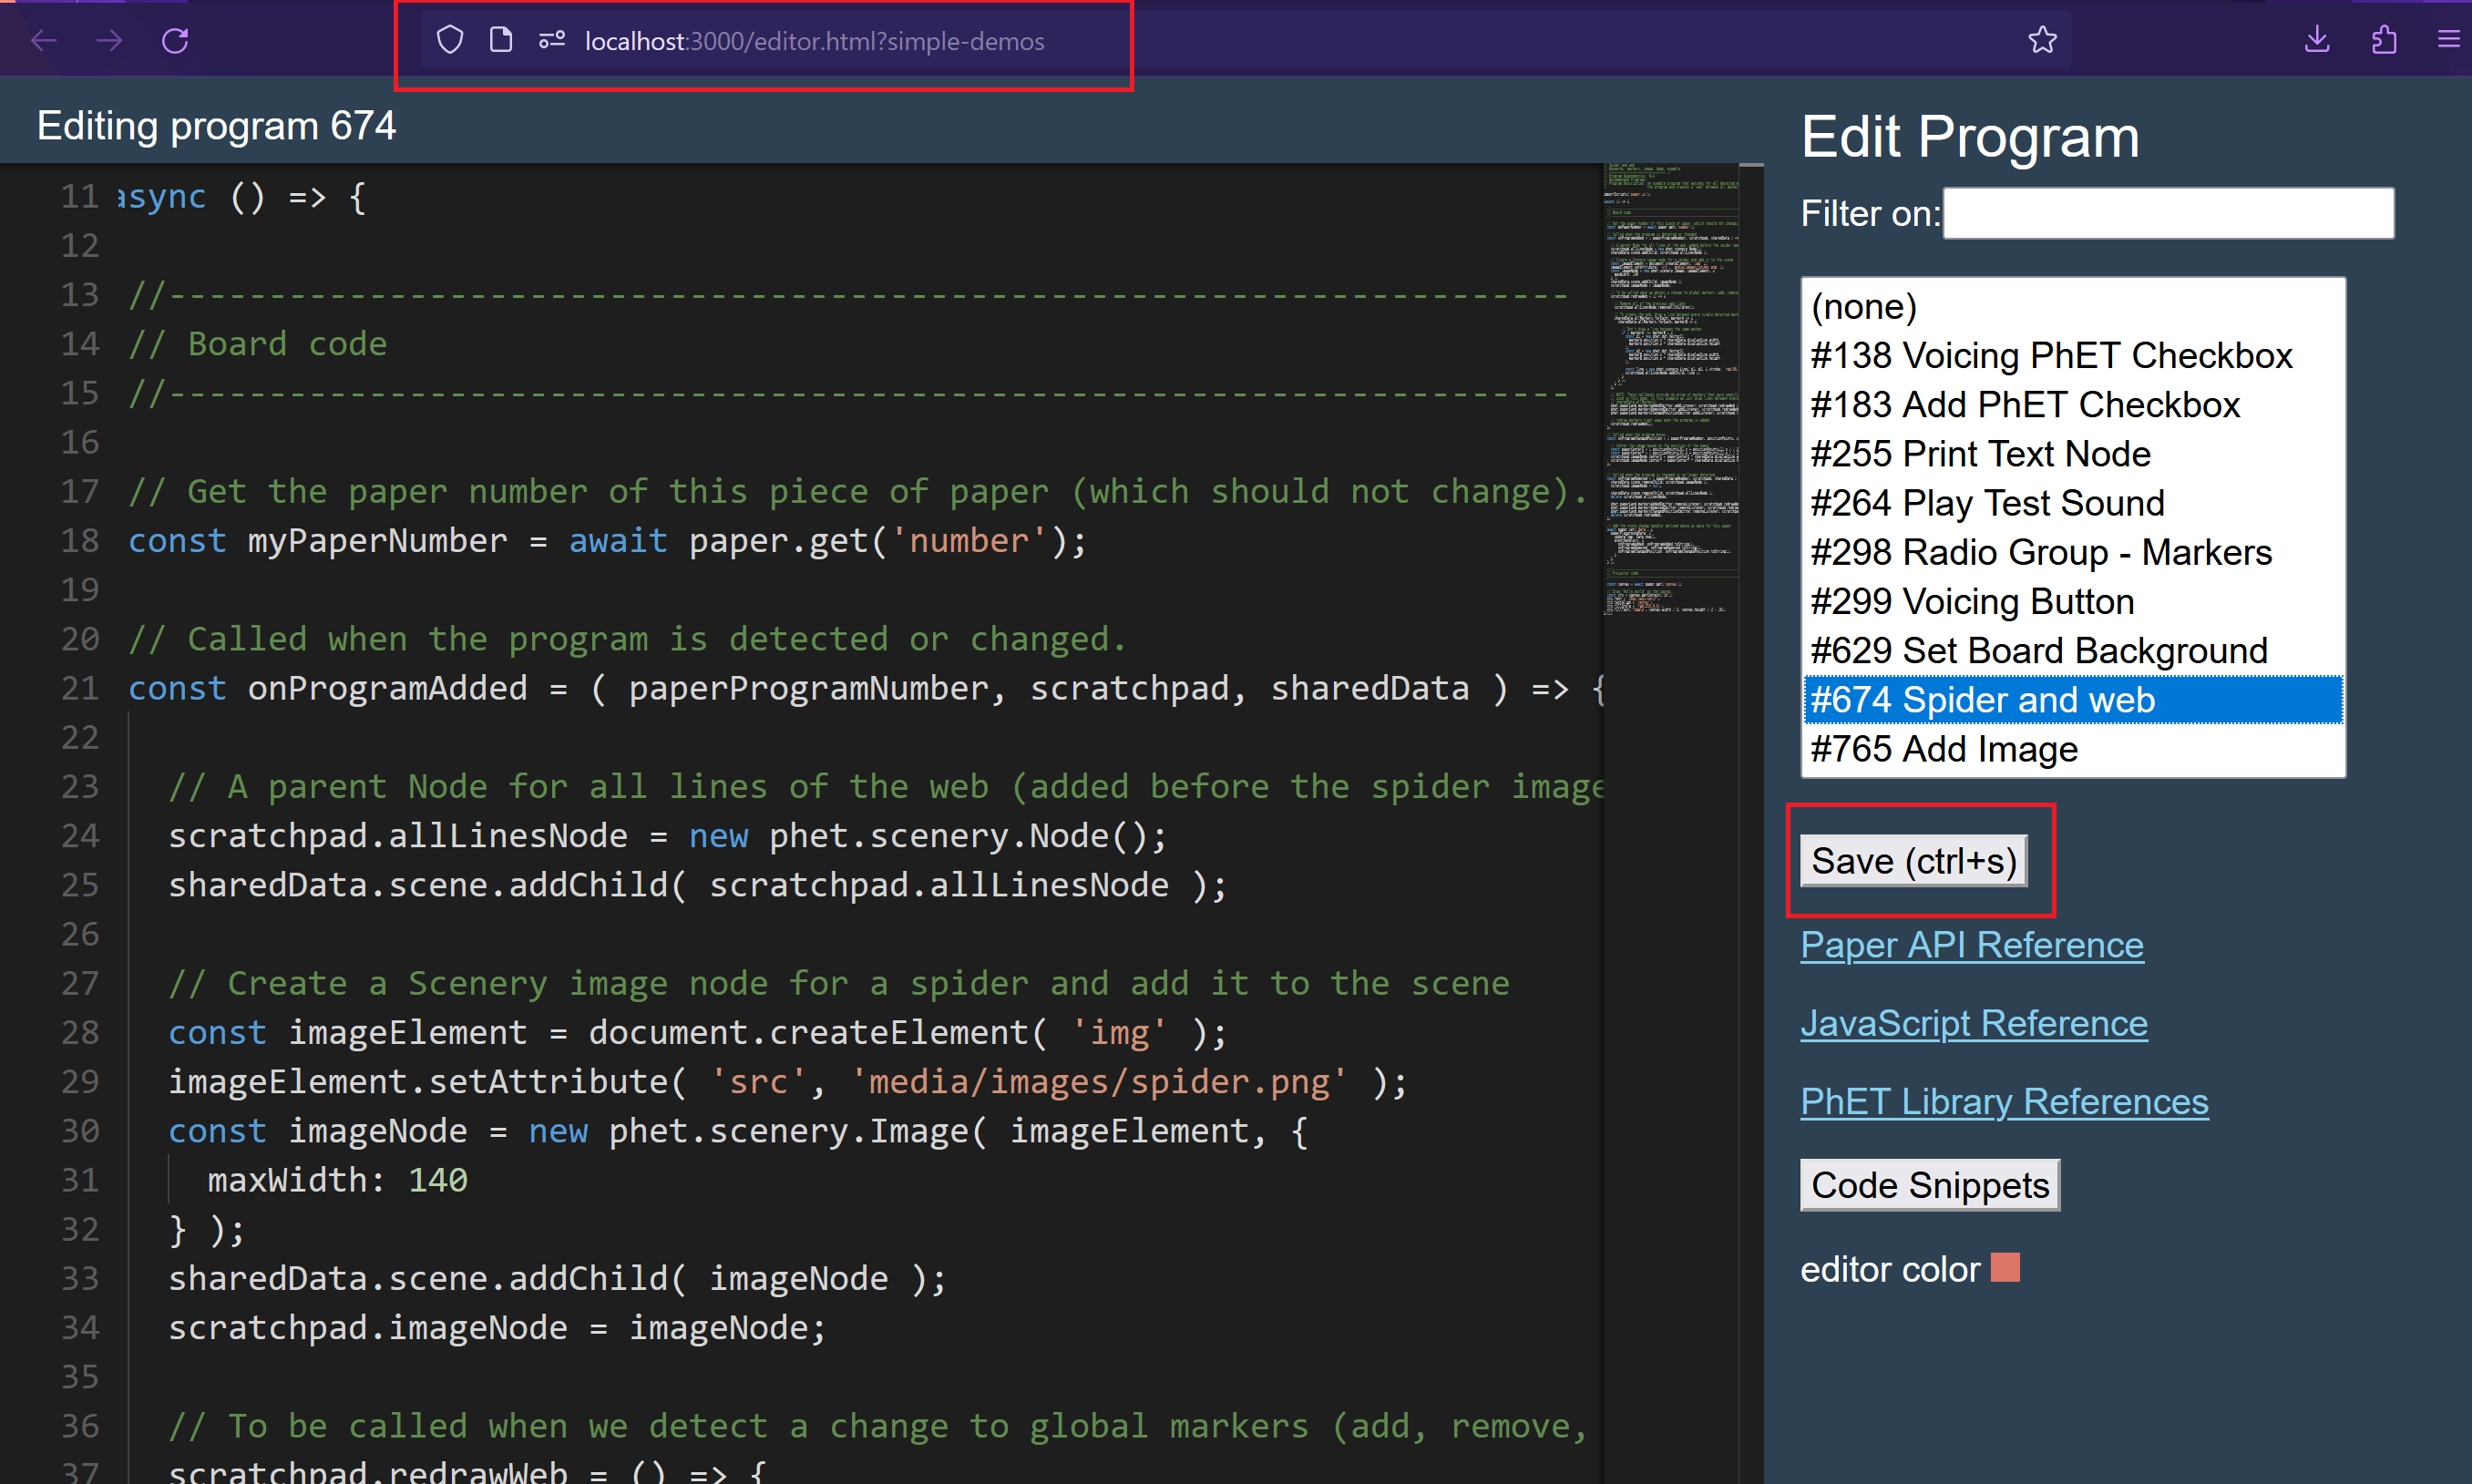 localhost:3000/editor.html?simple-demos
Editing program 674
11 async () => {
12
13 //----------------------------------------------------------------------
14 // Board code
15 //----------------------------------------------------------------------
16
17 // Get the paper number of this piece of paper (which should not change).
18 const myPaperNumber = await paper.get('number');
19
20 // Called when the program is detected or changed.
21 const onProgramAdded = ( paperProgramNumber, scratchpad, sharedData ) => {
22
23 // A parent Node for all lines of the web (added before the spider image
24 scratchpad.allLinesNode = new phet.scenery.Node();
25 sharedData.scene.addChild( scratchpad.allLinesNode );
26
27 // Create a Scenery image node for a spider and add it to the scene
28 const imageElement = document.createElement( 'img' );
29 imageElement.setAttribute( 'src', 'media/images/spider.png' );
30 const imageNode = new phet.scenery.Image( imageElement, {
31 maxWidth: 140
32 } );
33 sharedData.scene.addChild( imageNode );
34 scratchpad.imageNode = imageNode;
35
36 // To be called when we detect a change to global markers (add, remove,
37 scratchpad.redrawWeb = () => {
Edit Program
Filter on:
(none)
#138 Voicing PhET Checkbox
#183 Add PhET Checkbox
#255 Print Text Node
#264 Play Test Sound
#298 Radio Group - Markers
#299 Voicing Button
#629 Set Board Background
#674 Spider and web
#765 Add Image
Save (ctrl+s)
Paper API Reference
JavaScript Reference
PhET Library References
Code Snippets
editor color